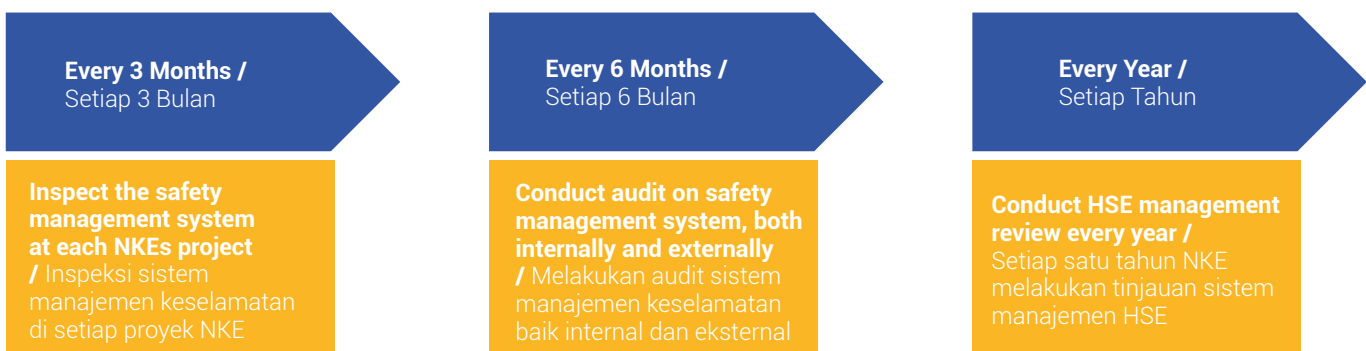 Every 3 Months /
Setiap 3 Bulan
Inspect the safety
management system
at each NKEs project
/ Inspeksi sistem
manajemen keselamatan
di setiap proyek NKE
Every 6 Months /
Setiap 6 Bulan
Conduct audit on safety
management system, both
internally and externally
/ Melakukan audit sistem
manajemen keselamatan
baik internal dan eksternal
Every Year /
Setiap Tahun
Conduct HSE management
review every year /
Setiap satu tahun NKE
melakukan tinjauan sistem
manajemen HSE